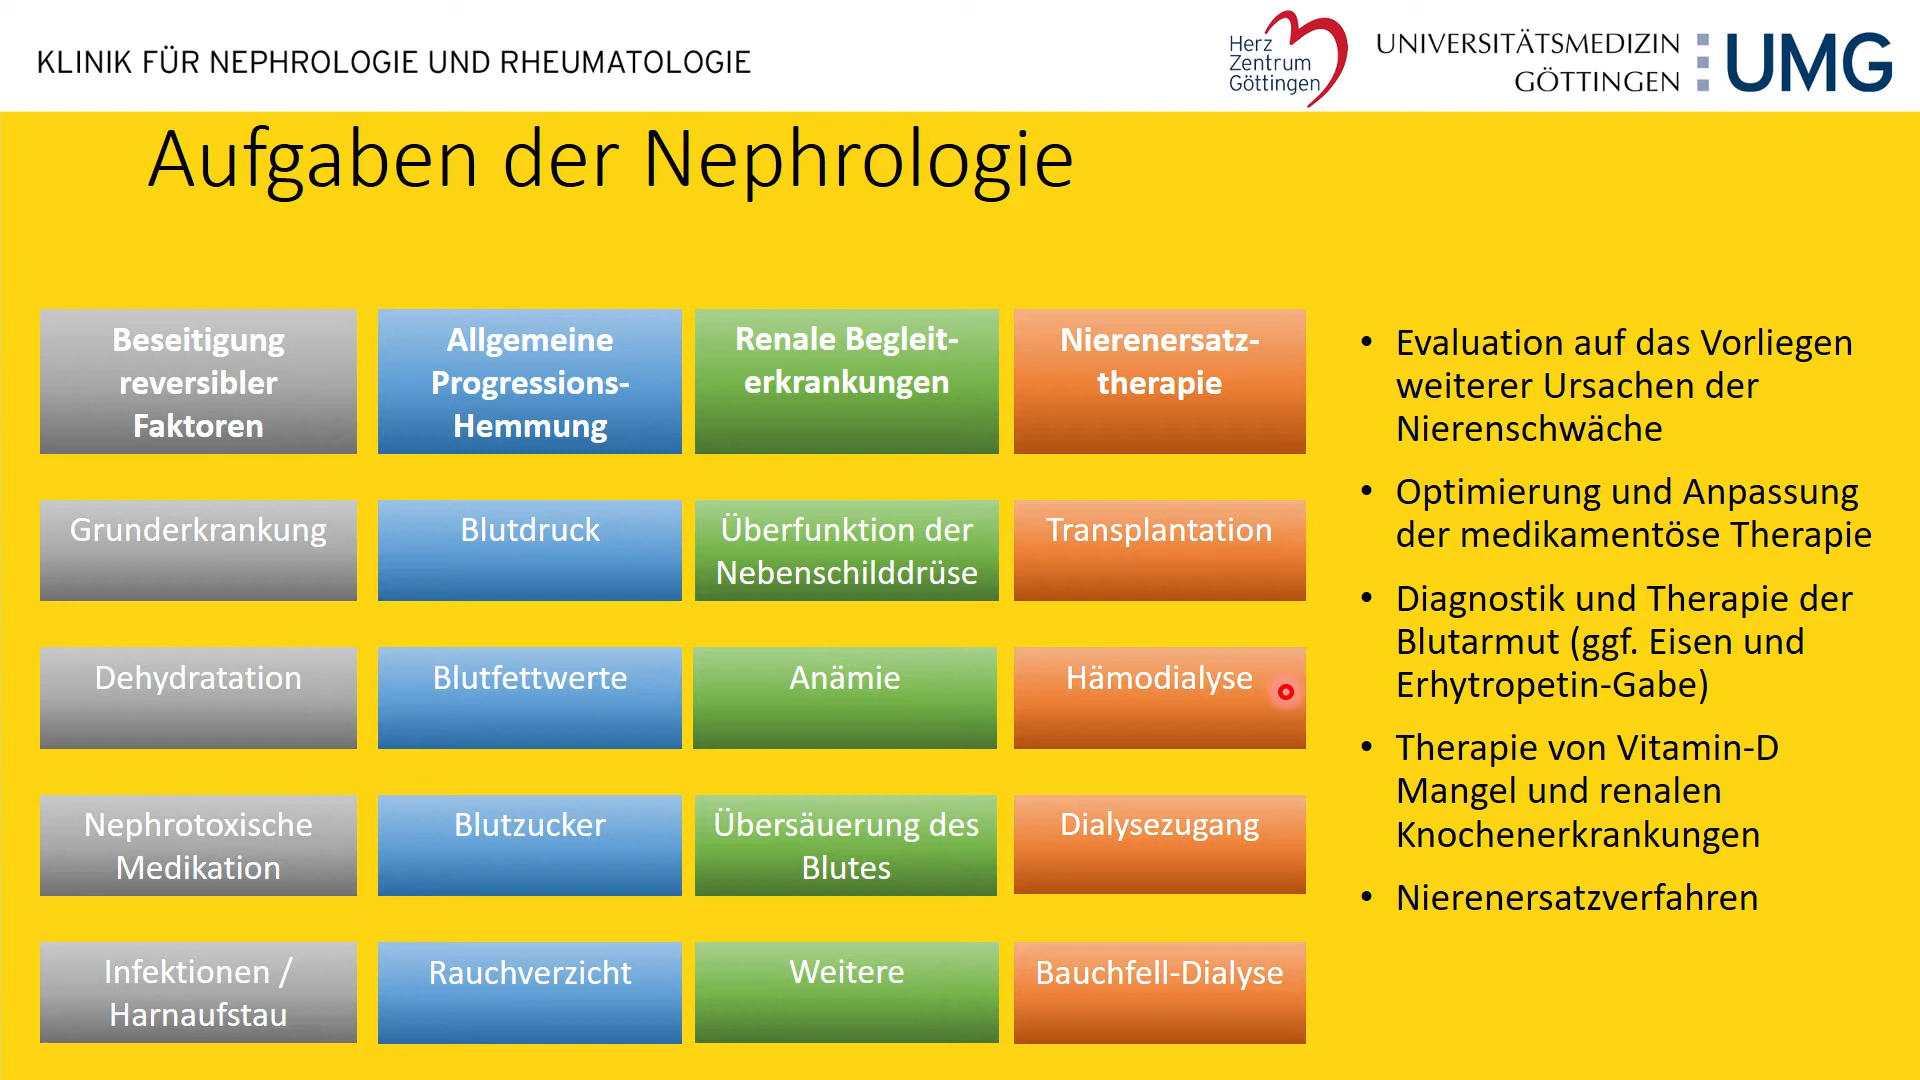 KLINIK FÜR NEPHROLOGIE UND RHEUMATOLOGIE
Herz
Zentrum
Göttingen
UNIVERSITÄTSMEDIZIN
GÖTTINGEN
UMG
Aufgaben der Nephrologie
Beseitigung
reversibler
Faktoren
Grunderkrankung
Dehydratation
Nephrotoxische
Medikation
Infektionen /
Harnaufstau
Allgemeine
Progressions-
Hemmung
Blutdruck
Blutfettwerte
Blutzucker
Rauchverzicht
Renale Begleit-
erkrankungen
Überfunktion der
Nebenschilddrüse
Anämie
Übersäuerung des
Blutes
Weitere
Nierenersatz-
therapie
Transplantation
Hämodialyse
Dialysezugang
Bauchfell-Dialyse
• Evaluation auf das Vorliegen
weiterer Ursachen der
Nierenschwäche
• Optimierung und Anpassung
der medikamentöse Therapie
• Diagnostik und Therapie der
Blutarmut (ggf. Eisen und
Erhytropetin-Gabe)
• Therapie von Vitamin-D
Mangel und renalen
Knochenerkrankungen
• Nierenersatzverfahren